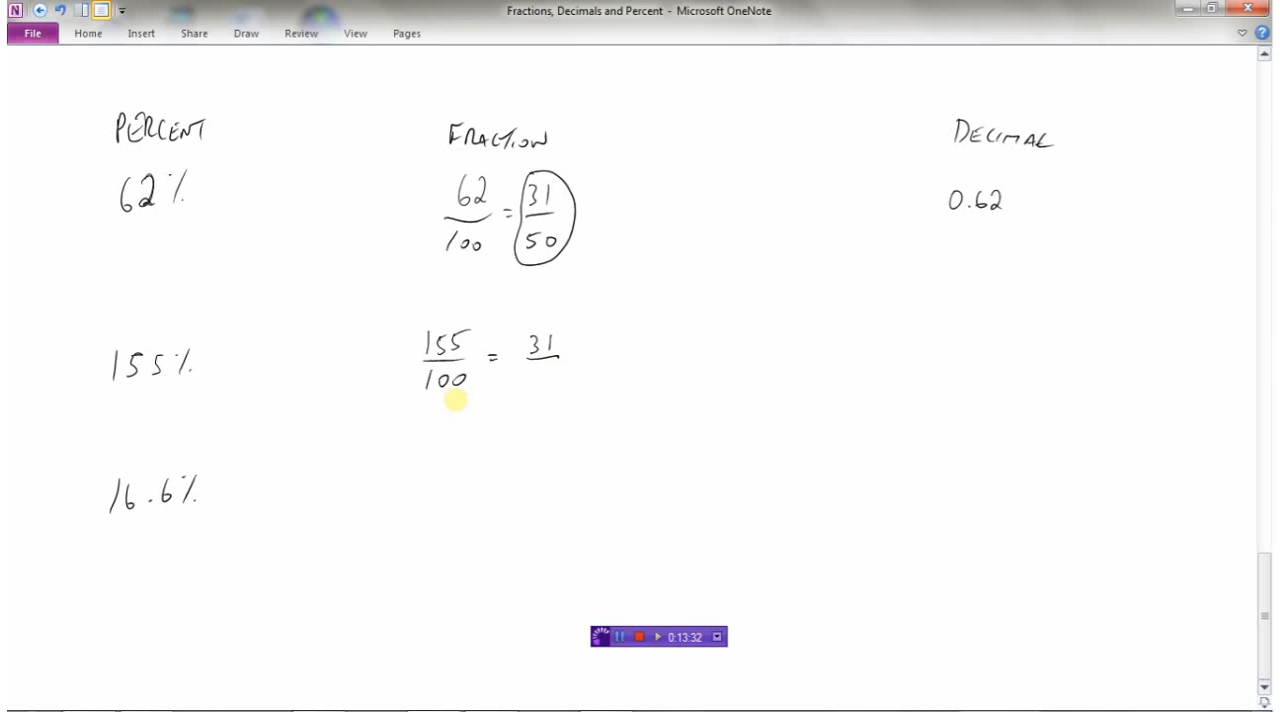 Fractions, Decimals and Percent - Microsoft OneNote
File Home Insert Share Draw Review View Pages
PERCENT FRACTION DECIMAL
62% 62/100 = 31/50 0.62
155% 155/100 = 31
16.6%
0:13:32